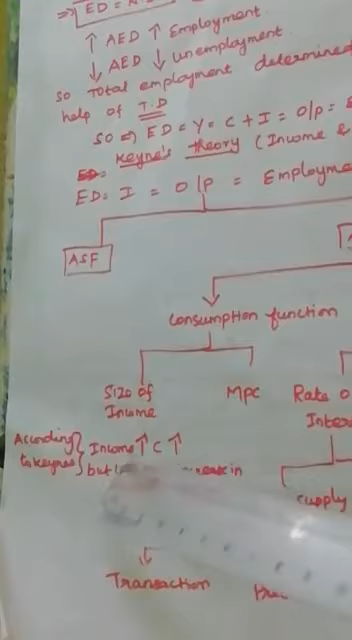 ⇒ ED =
↑ AED ↑ Employment
↓ AED ↓ unemployment
so Total employment determined
help of T.D
so ⇒ ED = Y = C + I = O/P =
Keyne's theory (Income &
ED = I = O/P = Employme
ASF
Consumption function
Size of Income
MPC
Rate o
Inter
According to keynes } Income ↑ C ↑
but
supply
Transaction